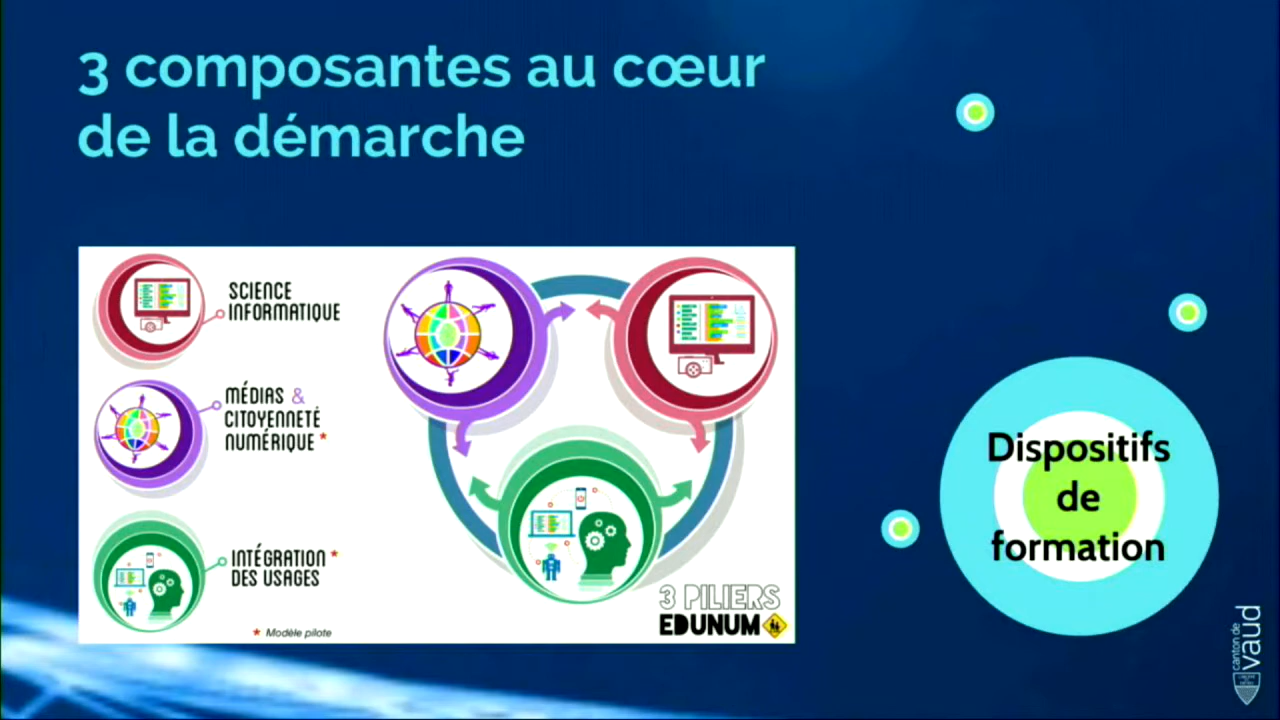 3 composantes au cœur
de la démarche
SCIENCE
INFORMATIQUE
MÉDIAS &
CITOYENNETÉ
NUMÉRIQUE *
INTÉGRATION *
DES USAGES
* Modèle pilote
3 PILIERS
EDUNUM
Dispositifs
de
formation
canton de
vaud